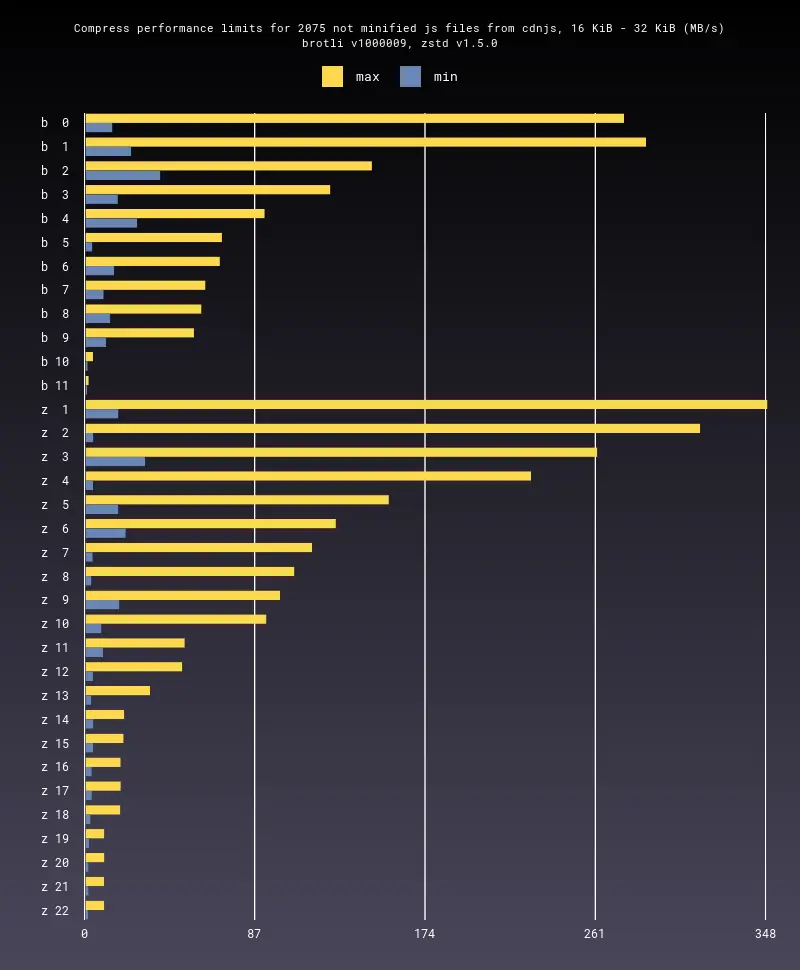 Compress performance limits for 2075 not minified js files from cdnjs, 16 KiB - 32 KiB (MB/s)
brotli v1000009, zstd v1.5.0
max min
b 0
b 1
b 2
b 3
b 4
b 5
b 6
b 7
b 8
b 9
b 10
b 11
z 1
z 2
z 3
z 4
z 5
z 6
z 7
z 8
z 9
z 10
z 11
z 12
z 13
z 14
z 15
z 16
z 17
z 18
z 19
z 20
z 21
z 22
0 87 174 261 348